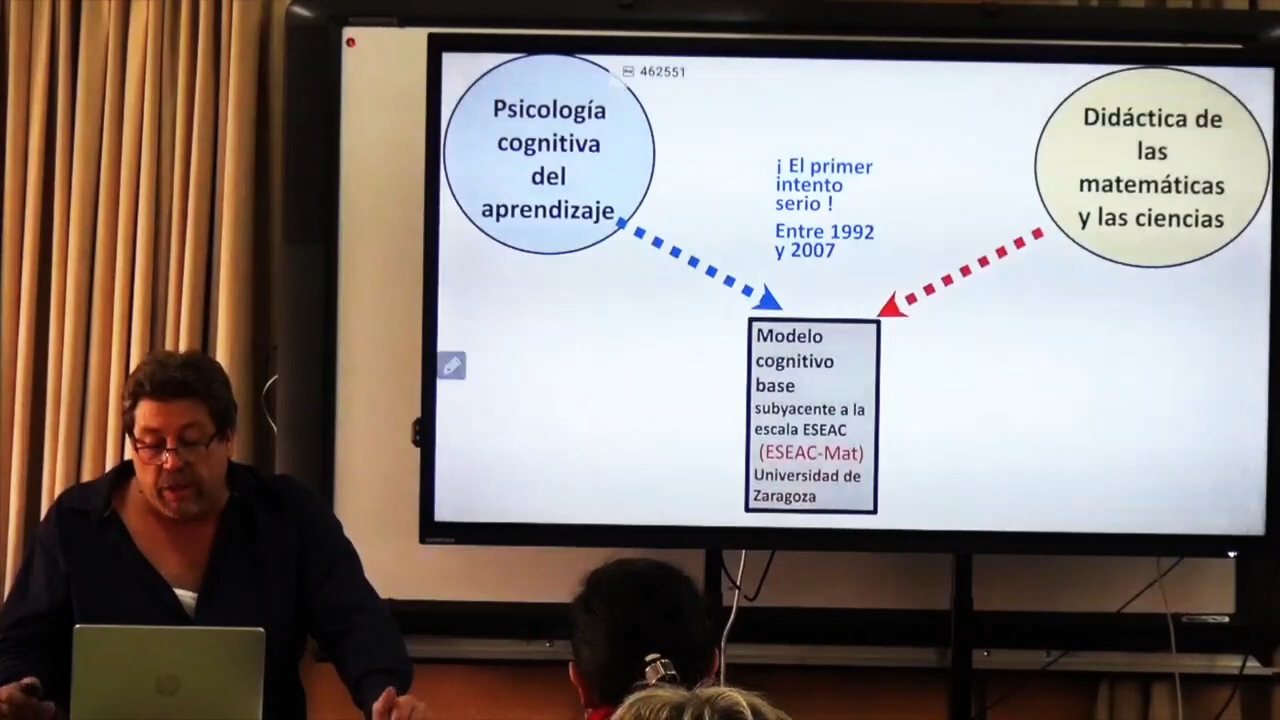 Psicología
cognitiva
del
aprendizaje
462551
¡ El primer
intento
serio !
Entre 1992
y 2007
Didáctica de
las
matemáticas
y las ciencias
Modelo
cognitivo
base
subyacente a la
escala ESEAC
(ESEAC-Mat)
Universidad de
Zaragoza
hp